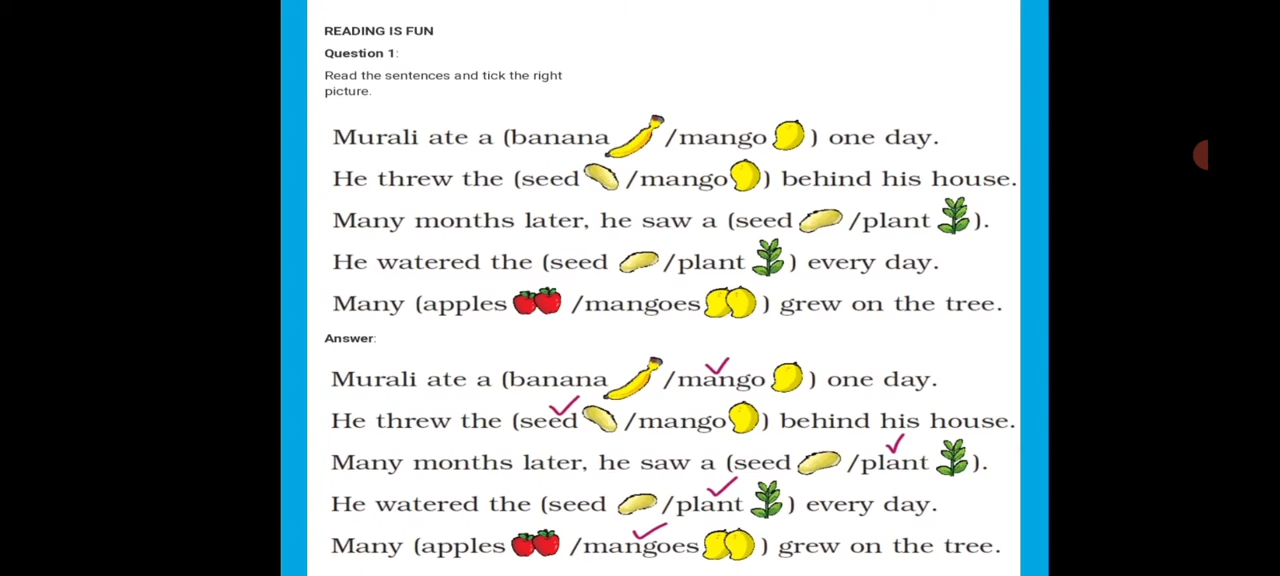 READING IS FUN
Question 1:
Read the sentences and tick the right
picture.
Murali ate a (banana /mango ) one day.
He threw the (seed /mango ) behind his house.
Many months later, he saw a (seed /plant ).
He watered the (seed /plant ) every day.
Many (apples /mangoes ) grew on the tree.
Answer:
Murali ate a (banana /mango ) one day.
He threw the (seed /mango ) behind his house.
Many months later, he saw a (seed /plant ).
He watered the (seed /plant ) every day.
Many (apples /mangoes ) grew on the tree.